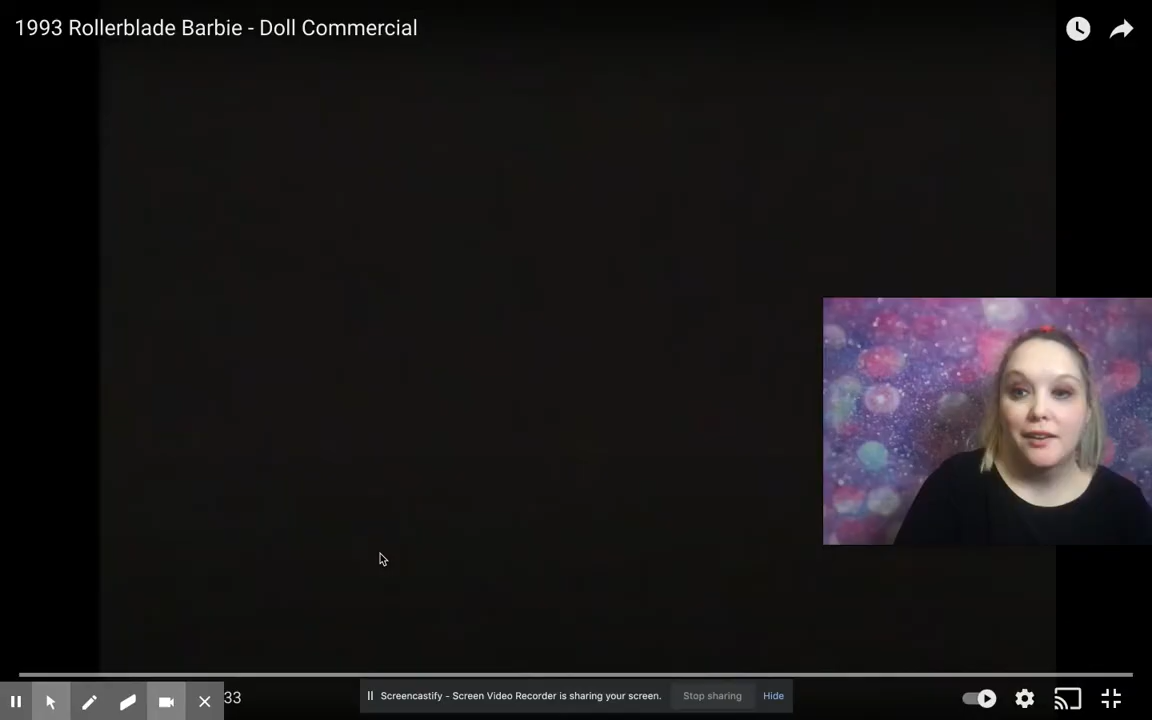 1993 Rollerblade Barbie - Doll Commercial
33
Screencastify - Screen Video Recorder is sharing your screen.
Stop sharing
Hide